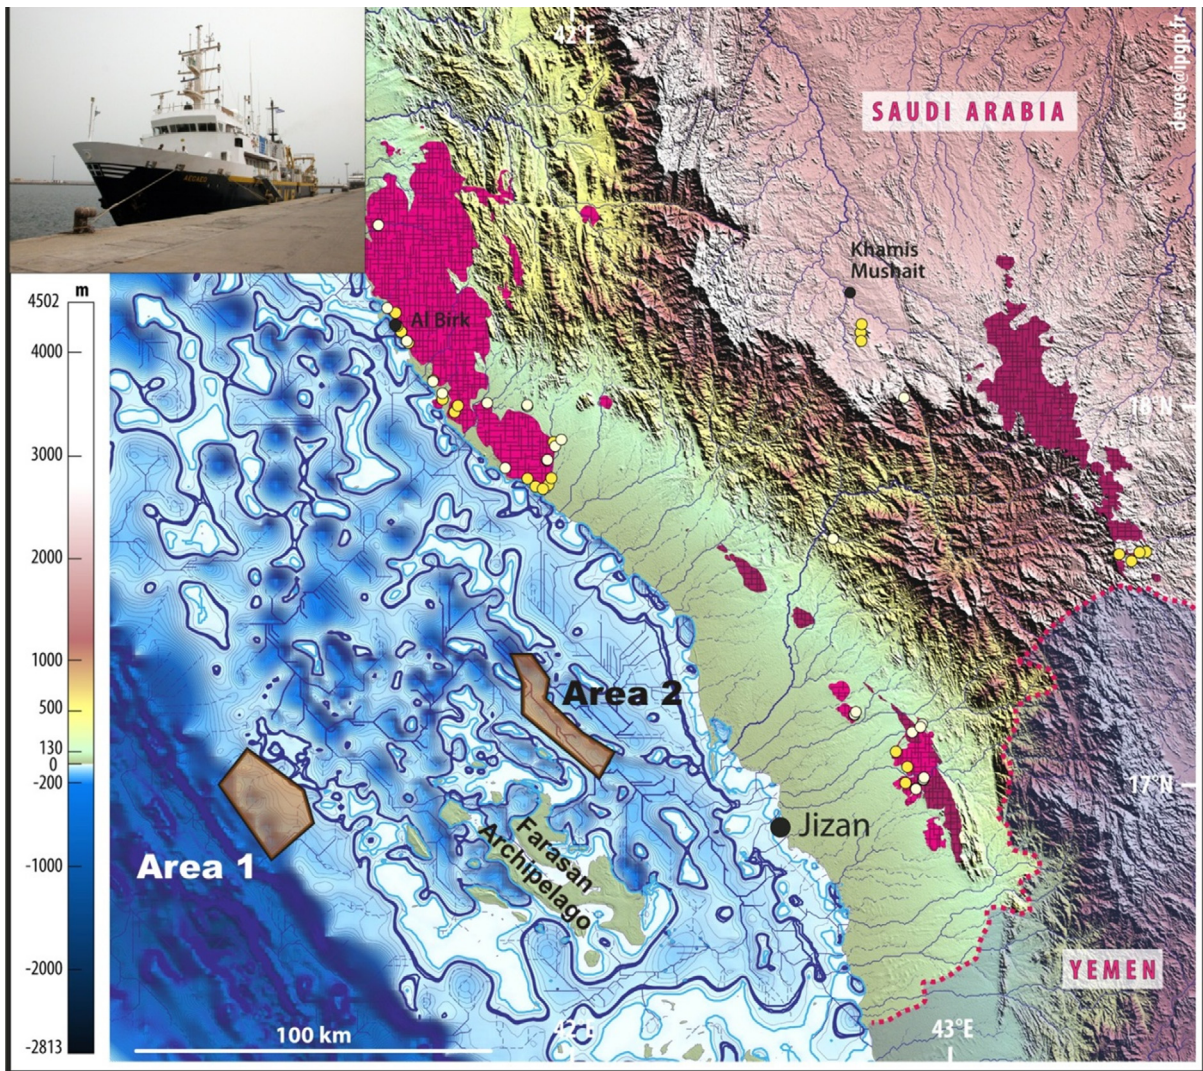 42°E
deves@ipgp.fr
SAUDI ARABIA
AEGAEO
Khamis
Mushait
m
4502
4000
3000
2000
1000
500
130
0
-200
-1000
-2000
-2813
Al Birk
18°N
Area 2
17°N
Jizan
Area 1
Farasan
Archipelago
YEMEN
100 km
42°E
43°E